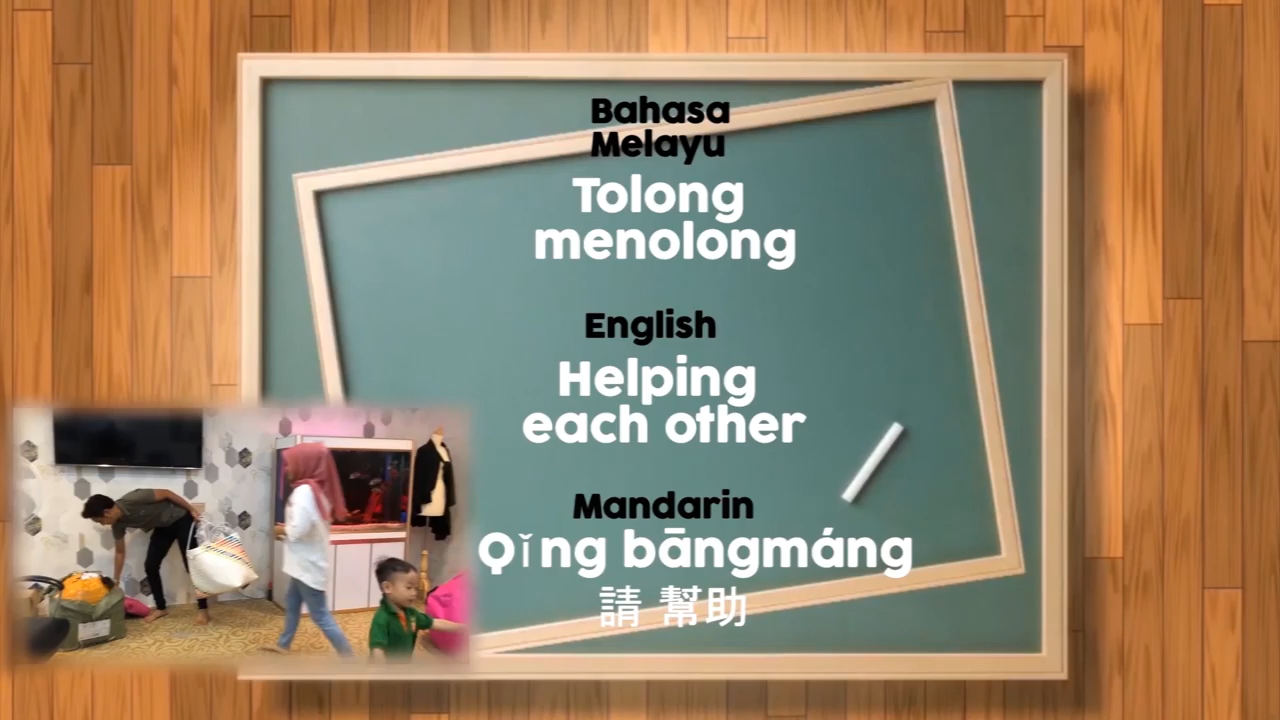 Bahasa
Melayu
Tolong
menolong
English
Helping
each other
Mandarin
Qǐng bāngmáng
請 幫助